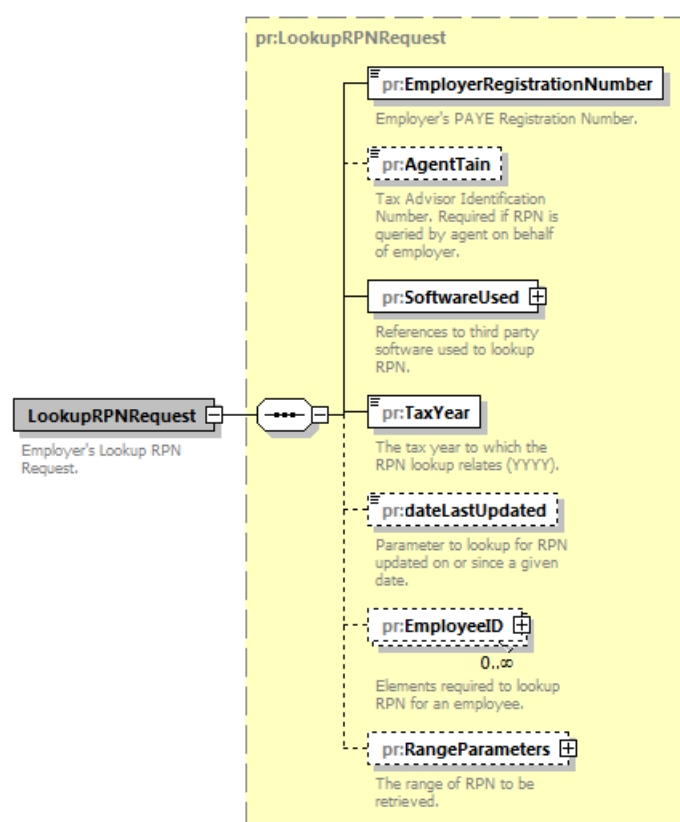 pr:LookupRPNRequest
pr:EmployerRegistrationNumber
Employer's PAYE Registration Number.
pr:AgentTain
Tax Advisor Identification
Number. Required if RPN is
queried by agent on behalf
of employer.
pr:SoftwareUsed
References to third party
software used to lookup
RPN.
LookupRPNRequest
Employer's Lookup RPN
Request.
pr:TaxYear
The tax year to which the
RPN lookup relates (YYYY).
pr:dateLastUpdated
Parameter to lookup for RPN
updated on or since a given
date.
pr:EmployeeID
0..∞
Elements required to lookup
RPN for an employee.
pr:RangeParameters
The range of RPN to be
retrieved.